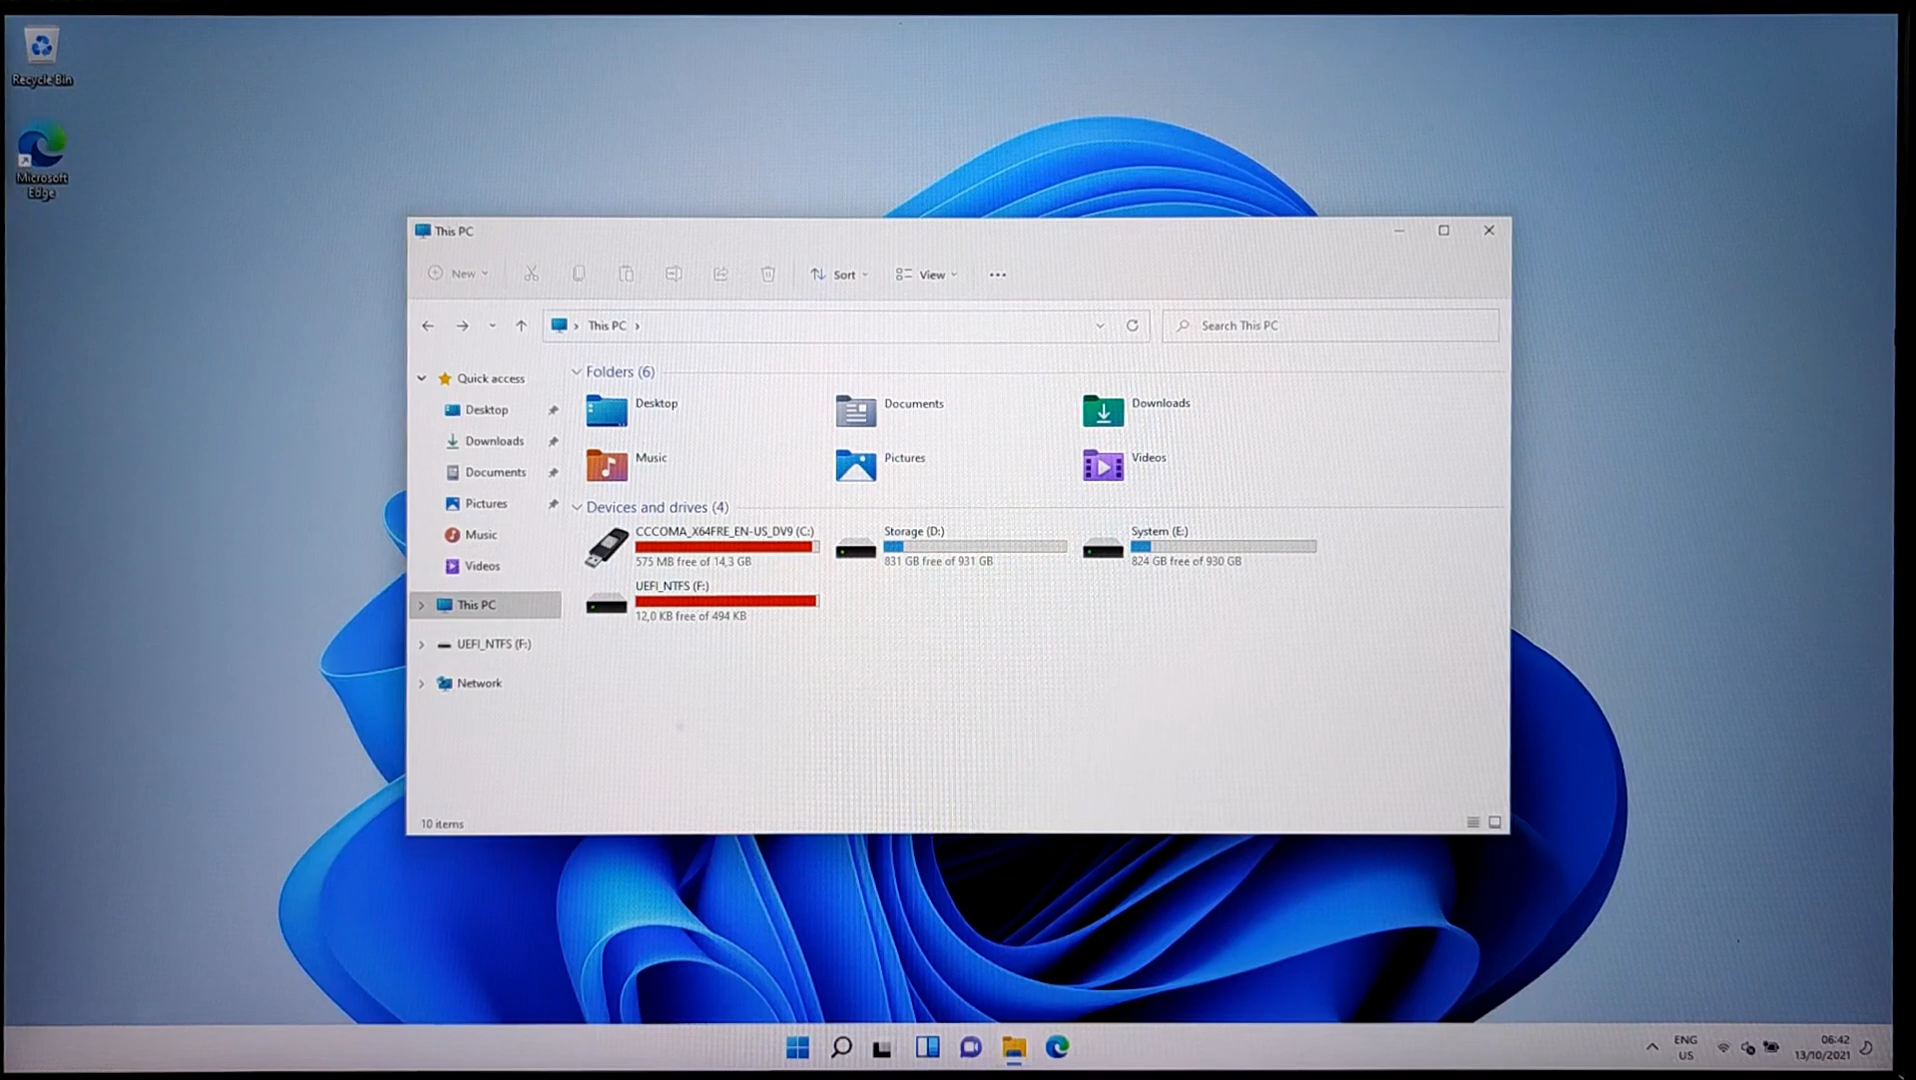 Recycle Bin
Microsoft
Edge
This PC
New
Sort
View
This PC
Search This PC
Quick access
Desktop
Downloads
Documents
Pictures
Music
Videos
This PC
UEFI_NTFS (F:)
Network
Folders (6)
Desktop
Documents
Downloads
Music
Pictures
Videos
Devices and drives (4)
CCCOMA_X64FRE_EN-US_DV9 (C:)
575 MB free of 14,3 GB
Storage (D:)
831 GB free of 931 GB
System (E:)
824 GB free of 930 GB
UEFI_NTFS (F:)
12,0 KB free of 494 KB
10 items
ENG
US
06:42
13/10/2021